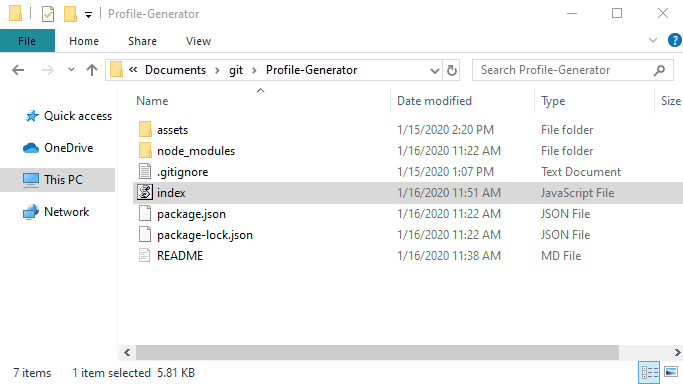 Profile-Generator
File Home Share View
Documents git Profile-Generator Search Profile-Generator
Name Date modified Type Size
Quick access
OneDrive
This PC
Network
assets 1/15/2020 2:20 PM File folder
node_modules 1/16/2020 11:22 AM File folder
.gitignore 1/15/2020 1:07 PM Text Document
index 1/16/2020 11:51 AM JavaScript File
package.json 1/16/2020 11:22 AM JSON File
package-lock.json 1/16/2020 11:22 AM JSON File
README 1/16/2020 11:38 AM MD File
7 items 1 item selected 5.81 KB